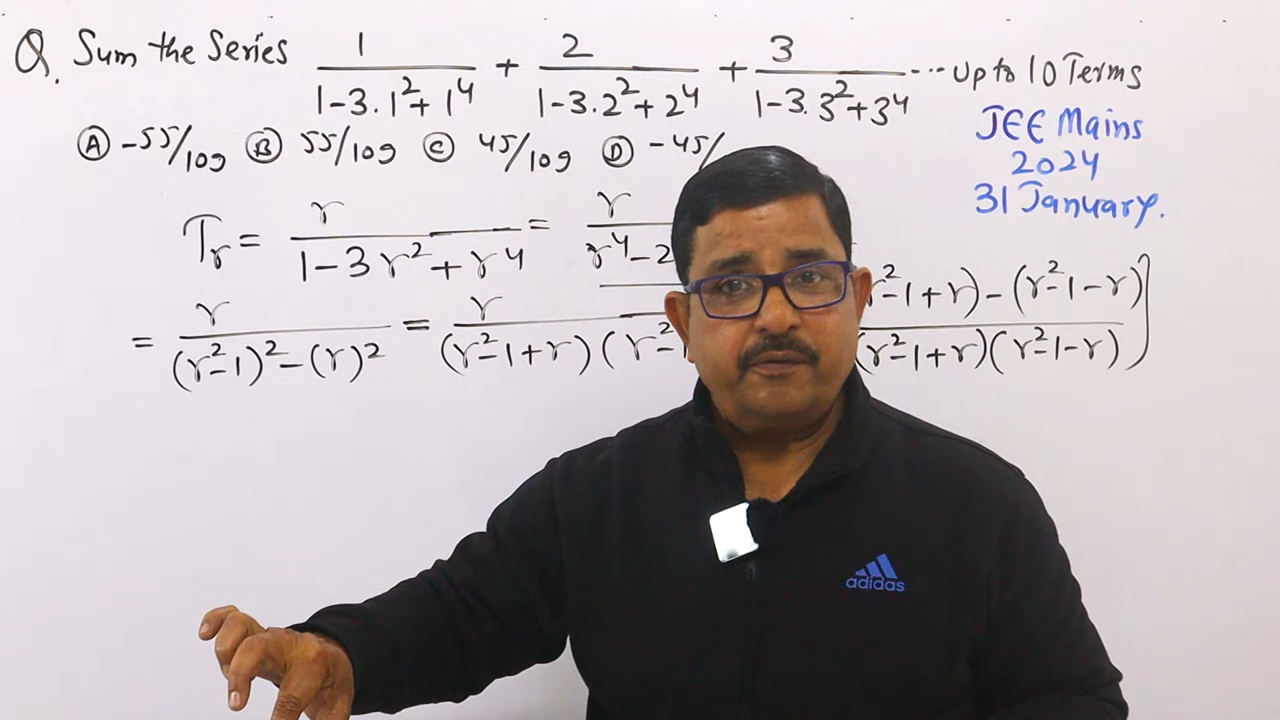 Q. Sum the Series 1/(1-3.1²+1⁴) + 2/(1-3.2²+2⁴) + 3/(1-3.3²+3⁴) ... up to 10 Terms
Ⓐ -55/109 Ⓑ 55/109 Ⓒ 45/109 Ⓓ -45/
JEE Mains
2024
31 January.
Tr = r/(1-3r²+r⁴) = r/(r⁴-2
= r/((r²-1)²-(r)²) = r/((r²-1+r)(r²-1 r²-1+r)-(r²-1-r)/(r²-1+r)(r²-1-r)]
adidas